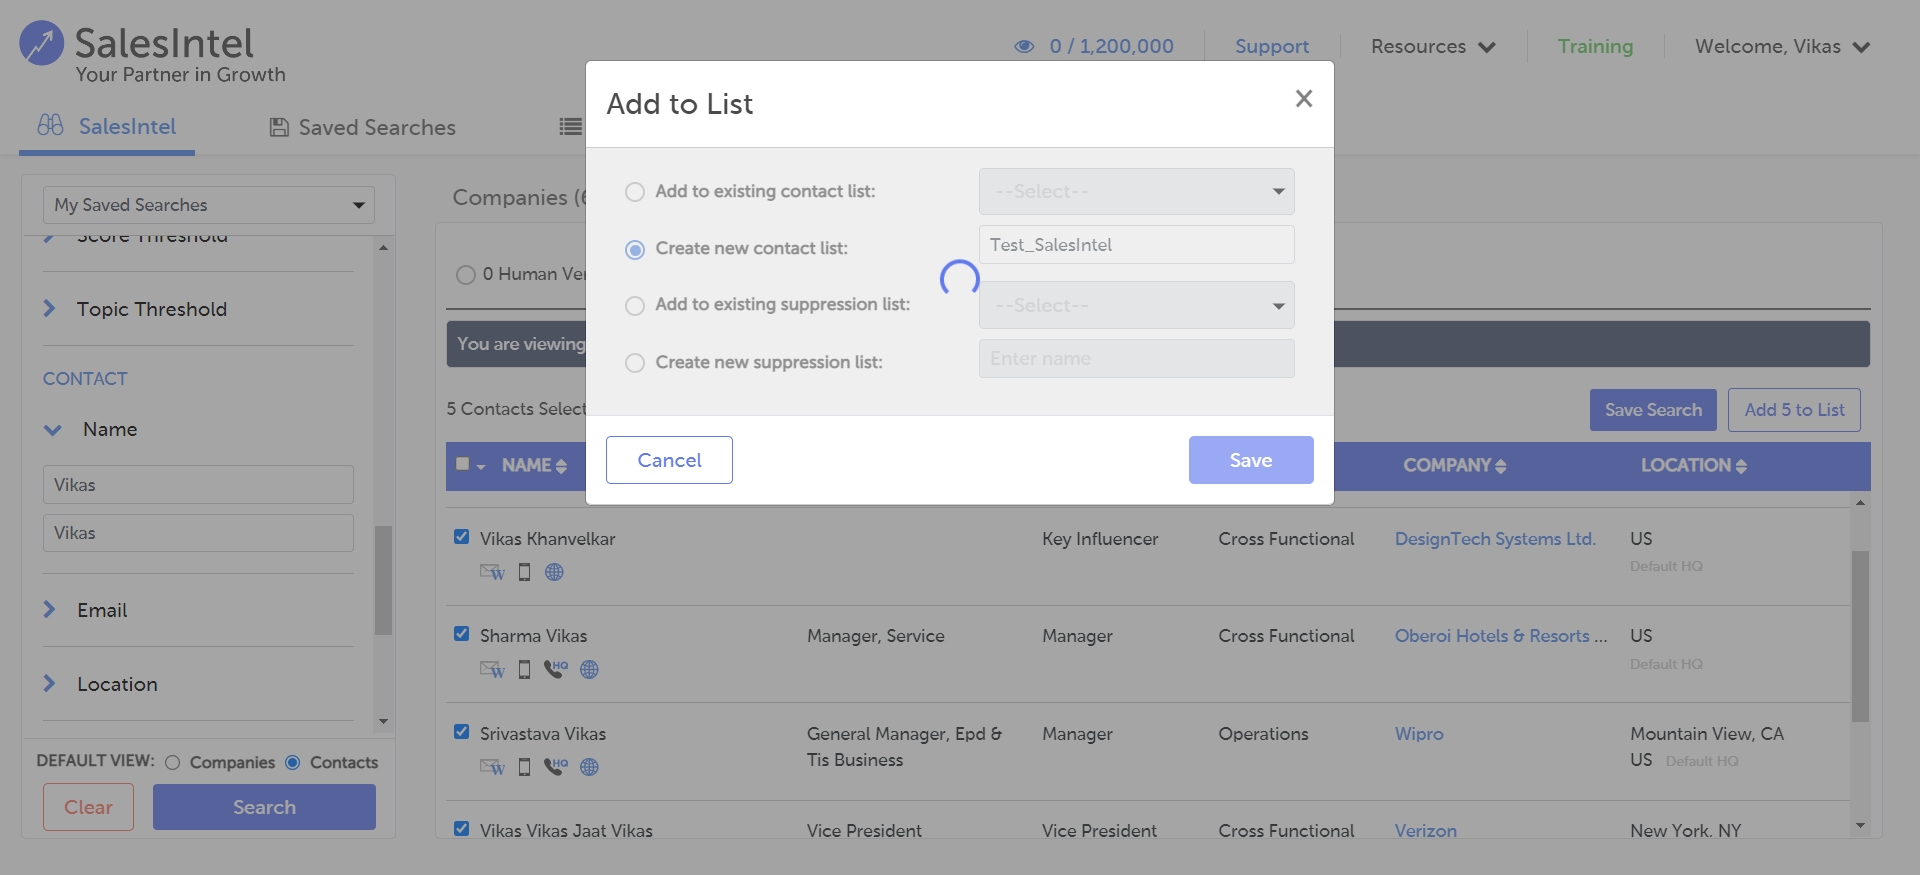 SalesIntel
Your Partner in Growth
0 / 1,200,000
Support
Resources
Training
Welcome, Vikas
SalesIntel
Saved Searches
My Saved Searches
Score Threshold
Topic Threshold
CONTACT
Name
Vikas
Vikas
Email
Location
DEFAULT VIEW: Companies Contacts
Clear
Search
Companies (
0 Human Ver
You are viewing
5 Contacts Select
Save Search
Add 5 to List
Add to List
×
Add to existing contact list: --Select--
Create new contact list: Test_SalesIntel
Add to existing suppression list: --Select--
Create new suppression list: Enter name
Cancel
Save
NAME COMPANY LOCATION
Vikas Khanvelkar Key Influencer Cross Functional DesignTech Systems Ltd. US
W Default HQ
Sharma Vikas Manager, Service Manager Cross Functional Oberoi Hotels & Resorts ... US
W HQ Default HQ
Srivastava Vikas General Manager, Epd & Manager Operations Wipro Mountain View, CA
Tis Business US Default HQ
W HQ
Vikas Vikas Jaat Vikas Vice President Vice President Cross Functional Verizon New York, NY